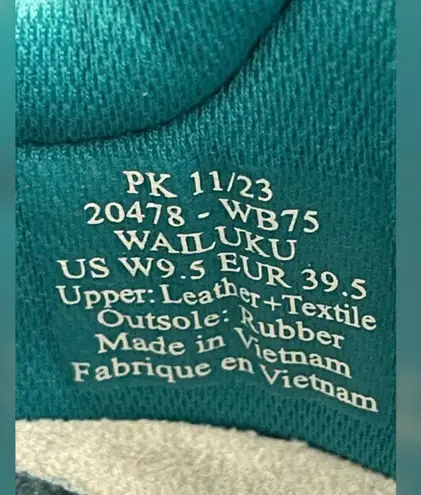 PK 11/23
20478 - WB75
WAILUKU
US W9.5 EUR 39.5
Upper: Leather+Textile
Outsole: Rubber
Made in Vietnam
Fabrique en Vietnam